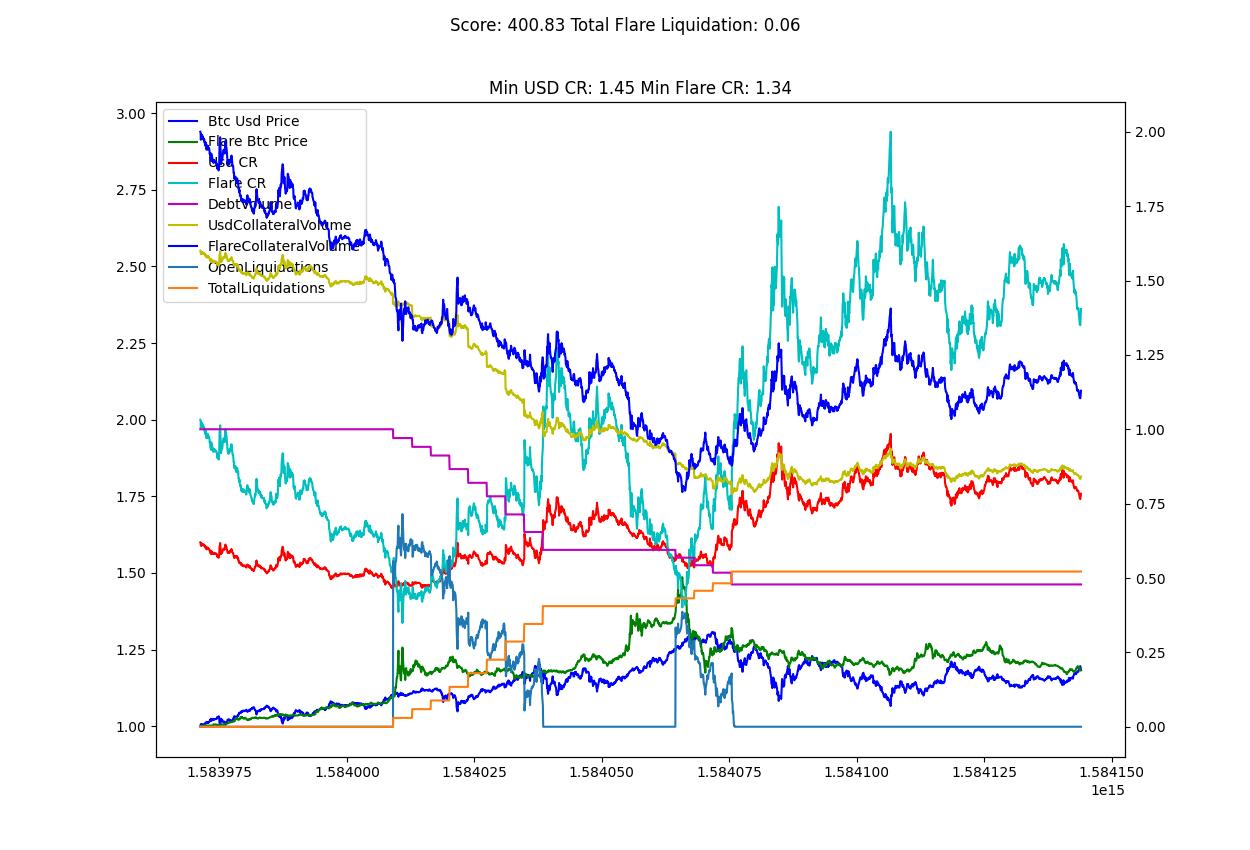 Score: 400.83 Total Flare Liquidation: 0.06
Min USD CR: 1.45 Min Flare CR: 1.34
Btc Usd Price
Flare Btc Price
Usd CR
Flare CR
DebtVolume
UsdCollateralVolume
FlareCollateralVolume
OpenLiquidations
TotalLiquidations
3.00
2.75
2.50
2.25
2.00
1.75
1.50
1.25
1.00
2.00
1.75
1.50
1.25
1.00
0.75
0.50
0.25
0.00
1.583975 1.584000 1.584025 1.584050 1.584075 1.584100 1.584125 1.584150
1e15